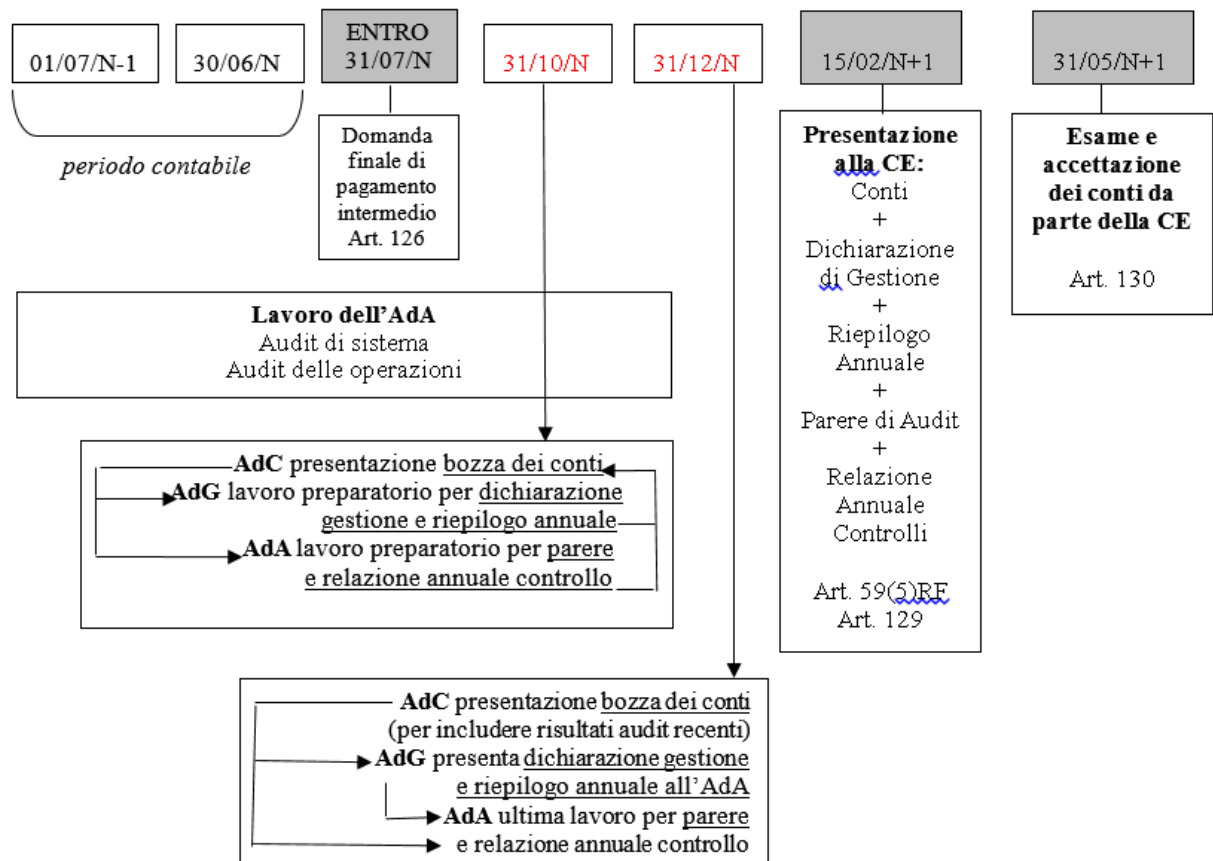 01/07/N-1
30/06/N
ENTRO
31/07/N
31/10/N
31/12/N
15/02/N+1
31/05/N+1
periodo contabile
Domanda
finale di
pagamento
intermedio
Art. 126
Presentazione
alla CE:
Conti
+
Dichiarazione
di Gestione
+
Riepilogo
Annuale
+
Parere di Audit
+
Relazione
Annuale
Controlli
Art. 59(5)RF
Art. 129
Esame e
accettazione
dei conti da
parte della CE
Art. 130
Lavoro dell'AdA
Audit di sistema
Audit delle operazioni
AdC presentazione bozza dei conti
AdG lavoro preparatorio per dichiarazione
gestione e riepilogo annuale
AdA lavoro preparatorio per parere
e relazione annuale controllo
AdC presentazione bozza dei conti
(per includere risultati audit recenti)
AdG presenta dichiarazione gestione
e riepilogo annuale all'AdA
AdA ultima lavoro per parere
e relazione annuale controllo